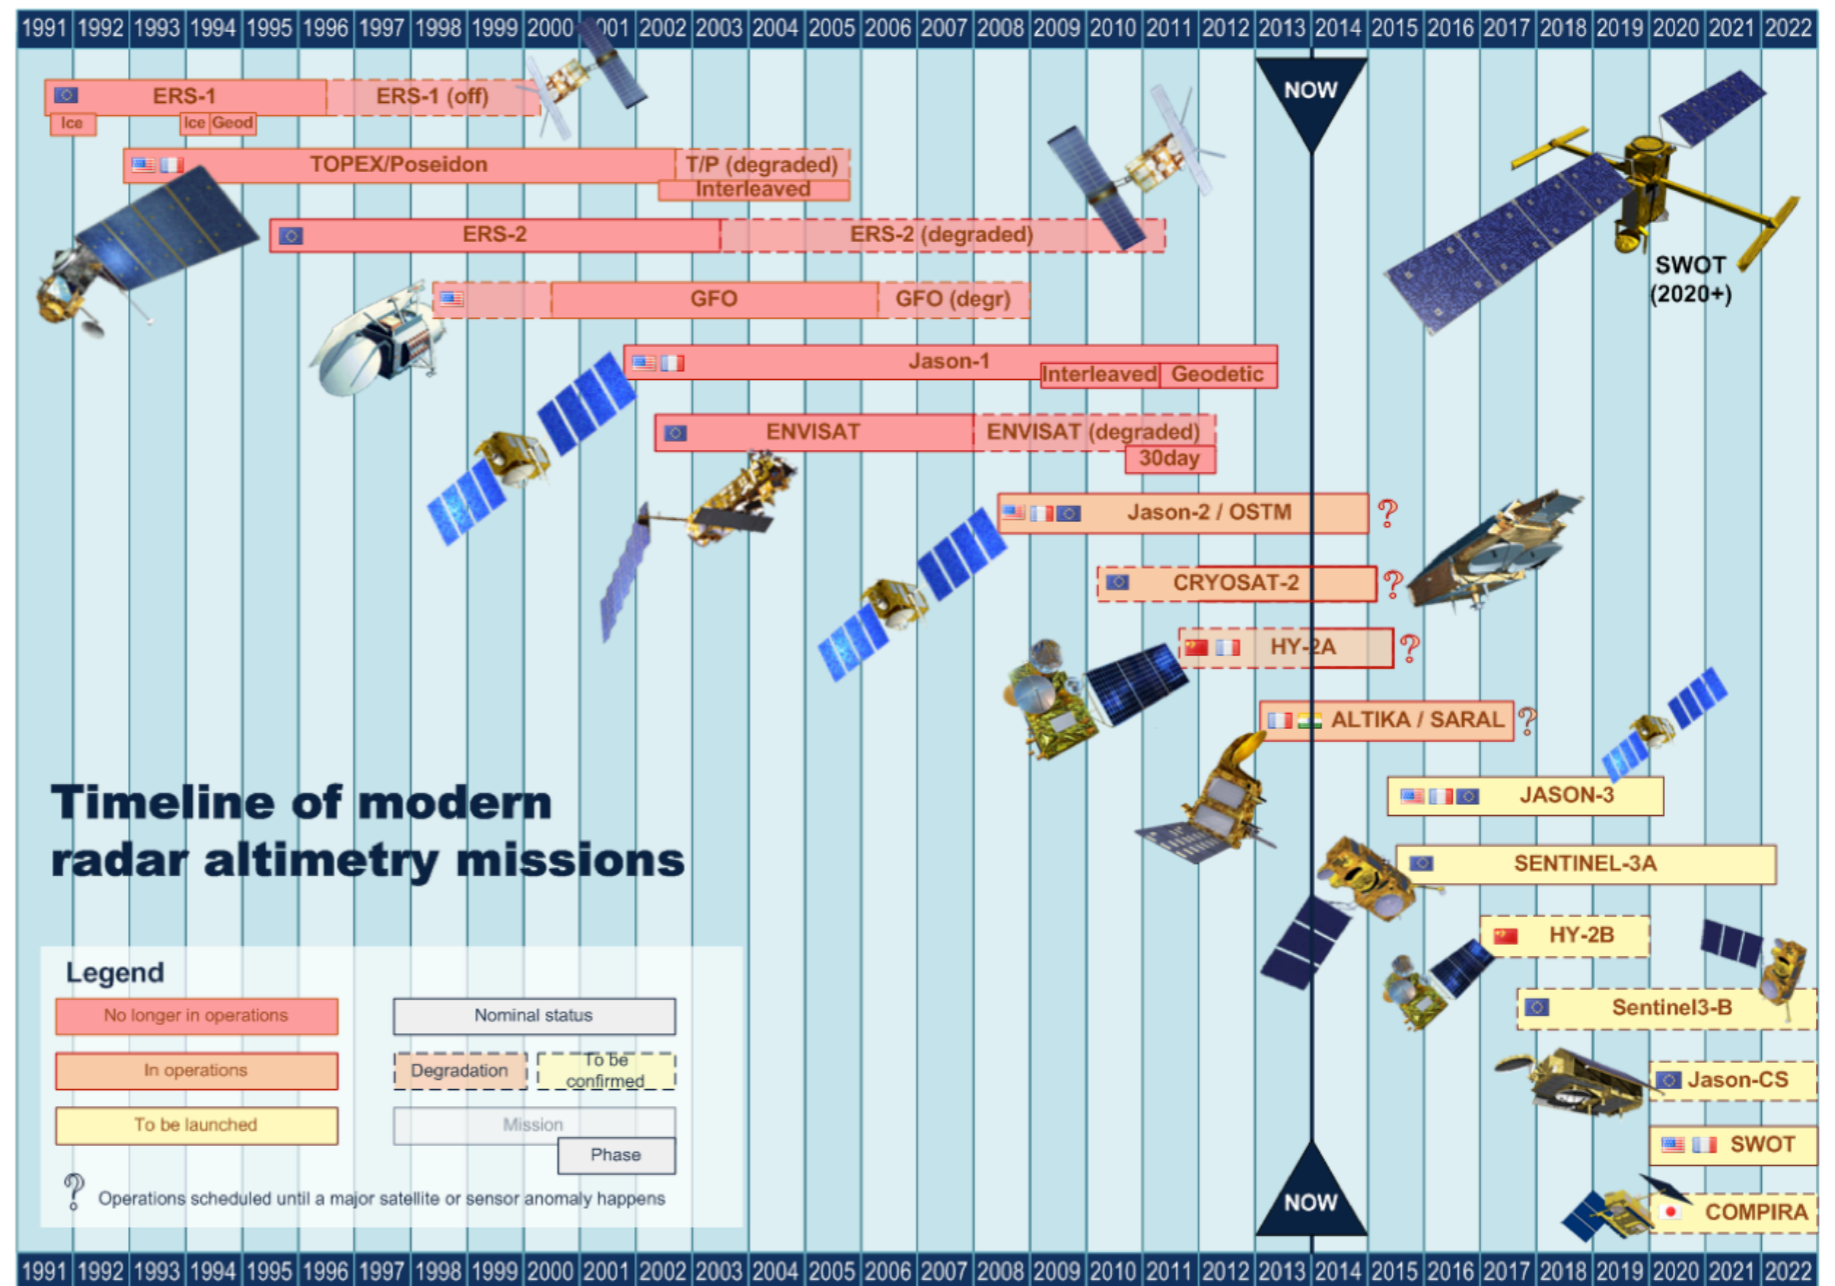 1991 1992 1993 1994 1995 1996 1997 1998 1999 2000 2001 2002 2003 2004 2005 2006 2007 2008 2009 2010 2011 2012 2013 2014 2015 2016 2017 2018 2019 2020 2021 2022
NOW
ERS-1 ERS-1 (off)
Ice Ice Geod
TOPEX/Poseidon T/P (degraded)
Interleaved
ERS-2 ERS-2 (degraded)
SWOT
(2020+)
GFO GFO (degr)
Jason-1
Interleaved Geodetic
ENVISAT ENVISAT (degraded)
30day
Jason-2 / OSTM ?
CRYOSAT-2 ?
HY-2A ?
ALTIKA / SARAL ?
JASON-3
Timeline of modern
radar altimetry missions
SENTINEL-3A
HY-2B
Sentinel3-B
Jason-CS
SWOT
COMPIRA
NOW
Legend
No longer in operations
In operations
To be launched
Nominal status
Degradation
To be
confirmed
Mission
Phase
? Operations scheduled until a major satellite or sensor anomaly happens
1991 1992 1993 1994 1995 1996 1997 1998 1999 2000 2001 2002 2003 2004 2005 2006 2007 2008 2009 2010 2011 2012 2013 2014 2015 2016 2017 2018 2019 2020 2021 2022